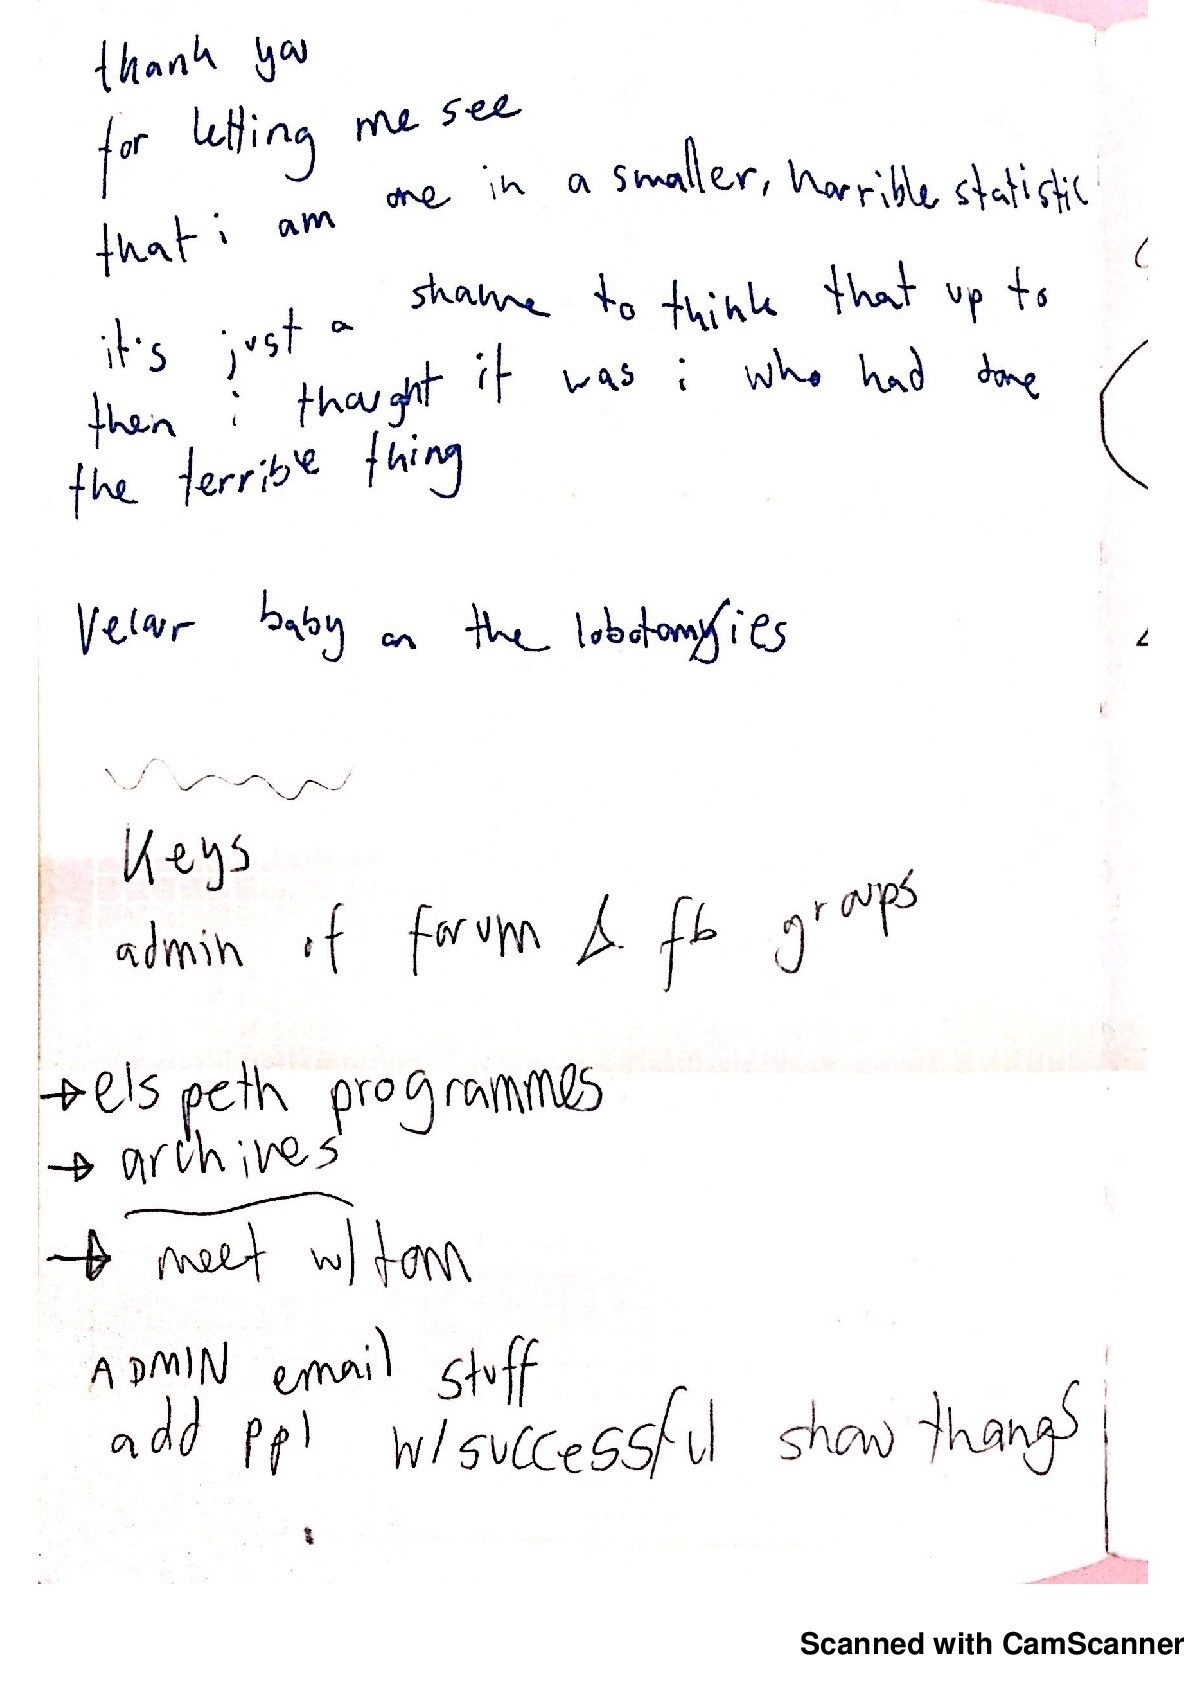 thank you
for letting me see
that i am one in a smaller, horrible statistic
it's just a shame to think that up to
then i thought it was i who had done
the terrible thing
Velour baby on the lobotomies
Keys
admin of forum & fb groups
→ elspeth programmes
→ archives
→ meet w/ tom
ADMIN email stuff
add ppl w/ successful show thangs
Scanned with CamScanner